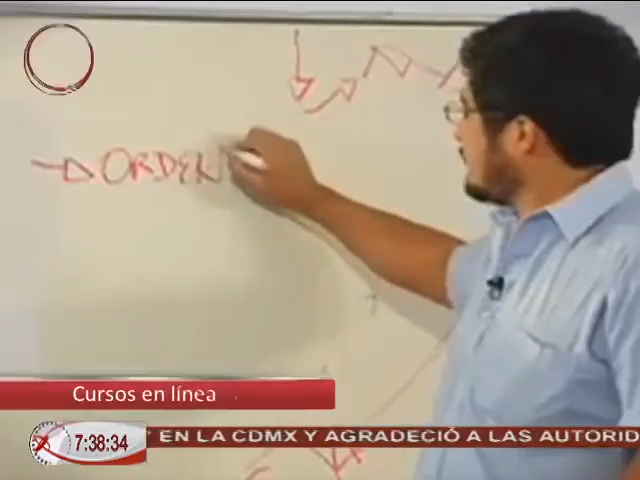 ORDEN
Cursos en línea
7:38:34
" EN LA CDMX Y AGRADECIÓ A LAS AUTORID